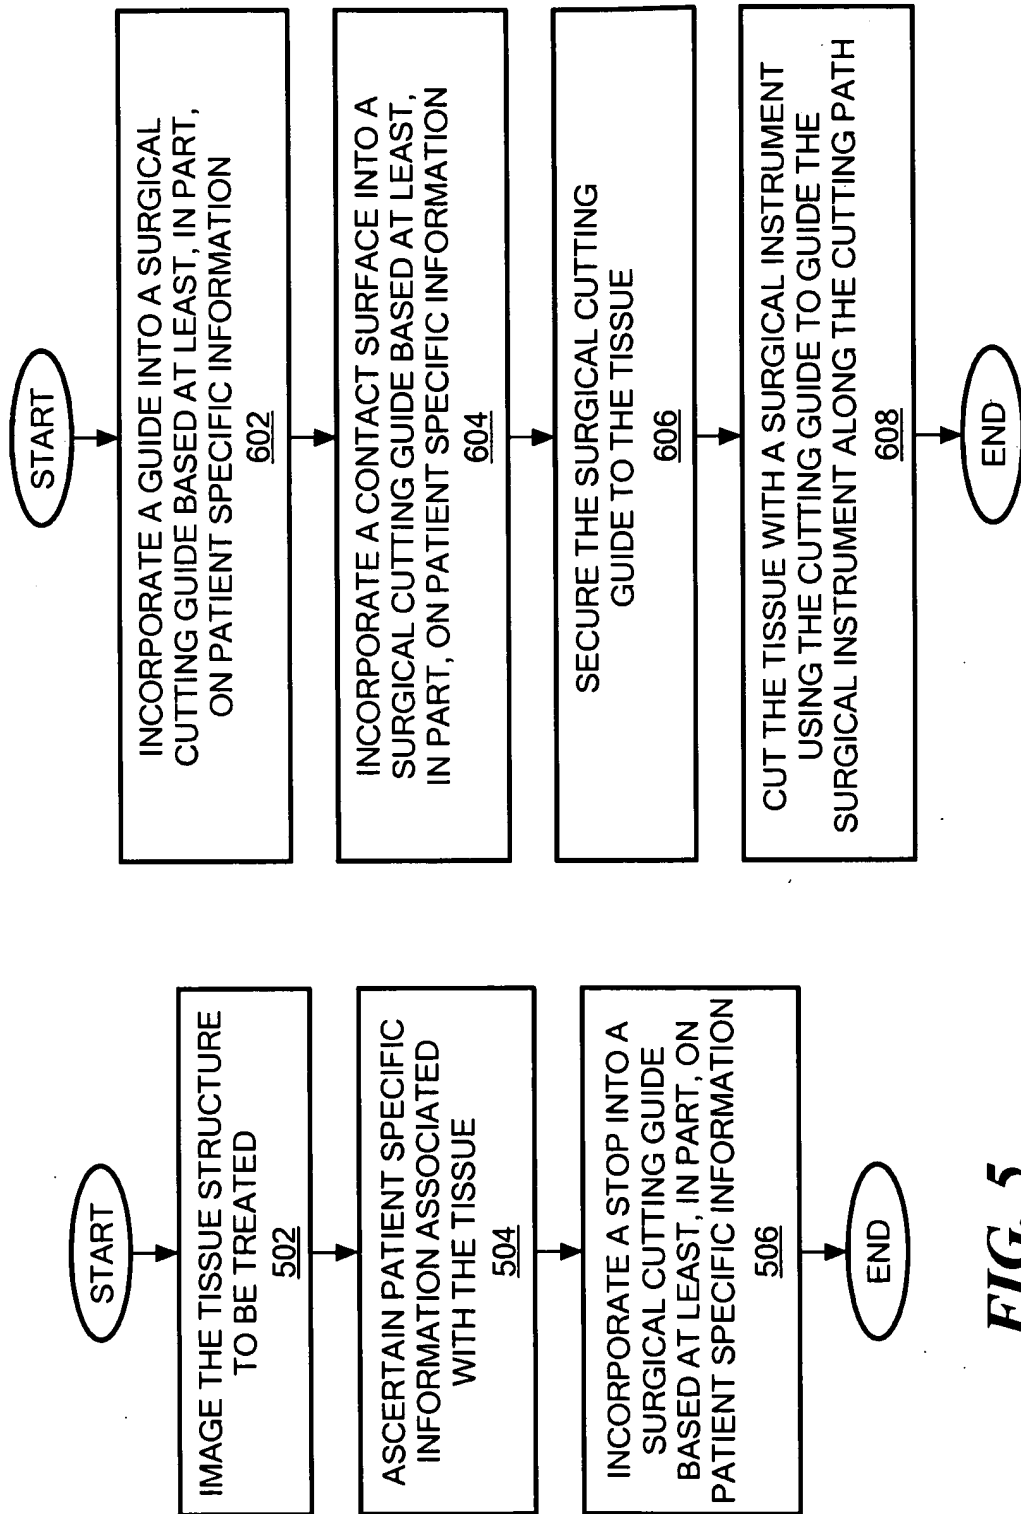 START
IMAGE THE TISSUE STRUCTURE
TO BE TREATED
502
ASCERTAIN PATIENT SPECIFIC
INFORMATION ASSOCIATED
WITH THE TISSUE
504
INCORPORATE A STOP INTO A
SURGICAL CUTTING GUIDE
BASED AT LEAST, IN PART, ON
PATIENT SPECIFIC INFORMATION
506
END
FIG. 5
START
INCORPORATE A GUIDE INTO A SURGICAL
CUTTING GUIDE BASED AT LEAST, IN PART,
ON PATIENT SPECIFIC INFORMATION
602
INCORPORATE A CONTACT SURFACE INTO A
SURGICAL CUTTING GUIDE BASED AT LEAST,
IN PART, ON PATIENT SPECIFIC INFORMATION
604
SECURE THE SURGICAL CUTTING
GUIDE TO THE TISSUE
606
CUT THE TISSUE WITH A SURGICAL INSTRUMENT
USING THE CUTTING GUIDE TO GUIDE THE
SURGICAL INSTRUMENT ALONG THE CUTTING PATH
608
END